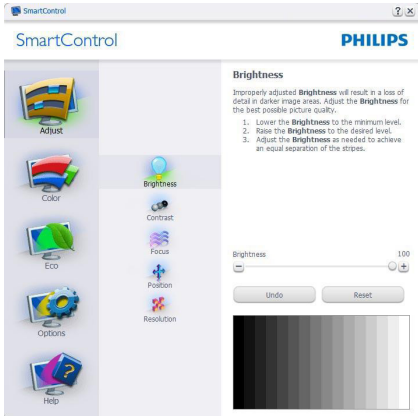 SmartControl
SmartControl
PHILIPS
Adjust
Color
Eco
Options
Help
Brightness
Contrast
Focus
Position
Resolution
Brightness
Improperly adjusted Brightness will result in a loss of
detail in darker image areas. Adjust the Brightness for
the best possible picture quality.
1. Lower the Brightness to the minimum level.
2. Raise the Brightness to the desired level.
3. Adjust the Brightness as needed to achieve
an equal separation of the stripes.
Brightness 100
Undo Reset